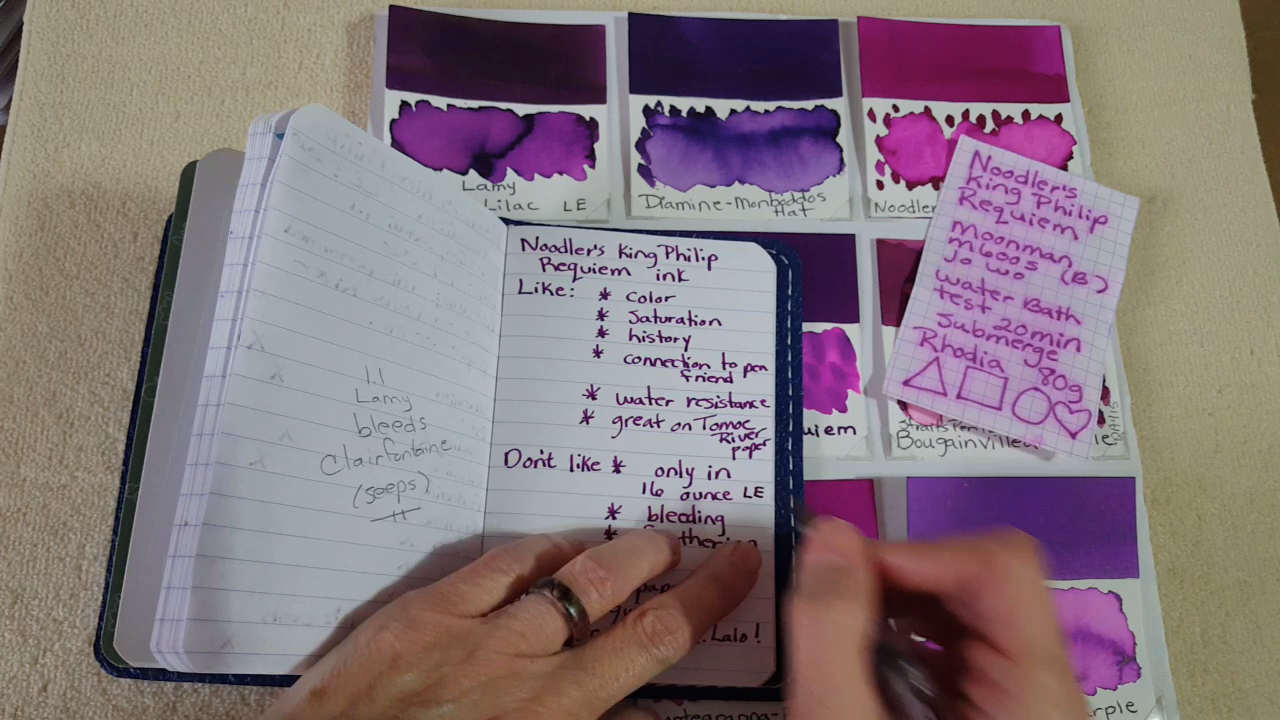 Lamy
Lilac LE
Diamine-Monboddos
Hat
Noodler
Noodler's
King Philip
Requiem
Moonman
M600s (B)
Jo Wo
Water Bath
test 20min
Submerge
Rhodia 80g
Noodler's King Philip
Requiem ink
Like: * color
* Saturation
* history
* connection to pen
friend
* water resistance
* great on Tomoe
River
paper
Don't like * only in
16 ounce LE
* bleeding
*
Lalo!
1.1
Lamy
bleeds
Clairfontaine
(seeps)
uiem
Bougainville
rple